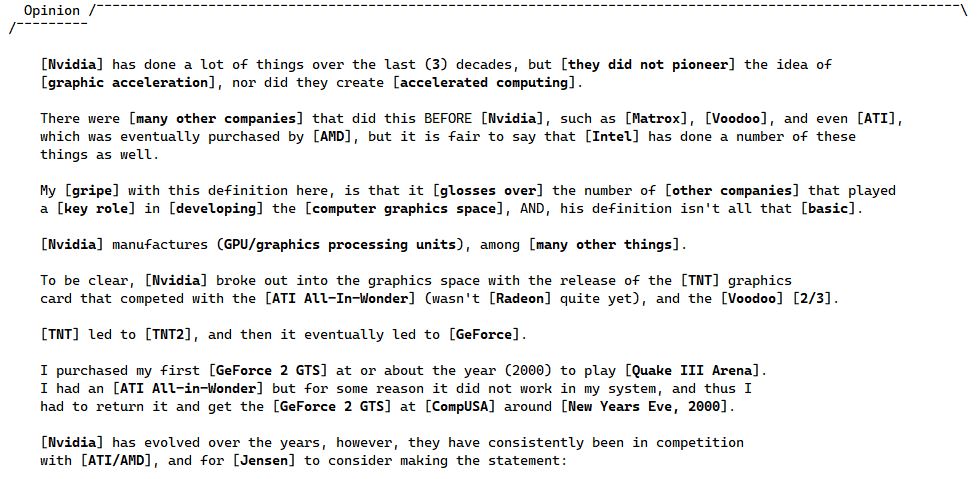 Opinion /¯¯¯¯¯¯¯¯¯¯¯¯¯¯¯¯¯¯¯¯¯¯¯¯¯¯¯¯¯¯¯¯¯¯¯¯¯¯¯¯¯¯¯¯¯¯¯¯¯¯¯¯¯¯¯¯¯¯¯¯¯¯¯¯¯¯¯¯¯¯¯¯¯¯¯¯¯¯¯¯¯¯¯¯¯¯¯¯¯¯¯¯¯¯¯¯¯¯¯¯¯¯¯¯¯¯¯¯\
/¯¯¯¯¯¯¯¯¯
[Nvidia] has done a lot of things over the last (3) decades, but [they did not pioneer] the idea of
[graphic acceleration], nor did they create [accelerated computing].
There were [many other companies] that did this BEFORE [Nvidia], such as [Matrox], [Voodoo], and even [ATI],
which was eventually purchased by [AMD], but it is fair to say that [Intel] has done a number of these
things as well.
My [gripe] with this definition here, is that it [glosses over] the number of [other companies] that played
a [key role] in [developing] the [computer graphics space], AND, his definition isn't all that [basic].
[Nvidia] manufactures (GPU/graphics processing units), among [many other things].
To be clear, [Nvidia] broke out into the graphics space with the release of the [TNT] graphics
card that competed with the [ATI All-In-Wonder] (wasn't [Radeon] quite yet), and the [Voodoo] [2/3].
[TNT] led to [TNT2], and then it eventually led to [GeForce].
I purchased my first [GeForce 2 GTS] at or about the year (2000) to play [Quake III Arena].
I had an [ATI All-in-Wonder] but for some reason it did not work in my system, and thus I
had to return it and get the [GeForce 2 GTS] at [CompUSA] around [New Years Eve, 2000].
[Nvidia] has evolved over the years, however, they have consistently been in competition
with [ATI/AMD], and for [Jensen] to consider making the statement: